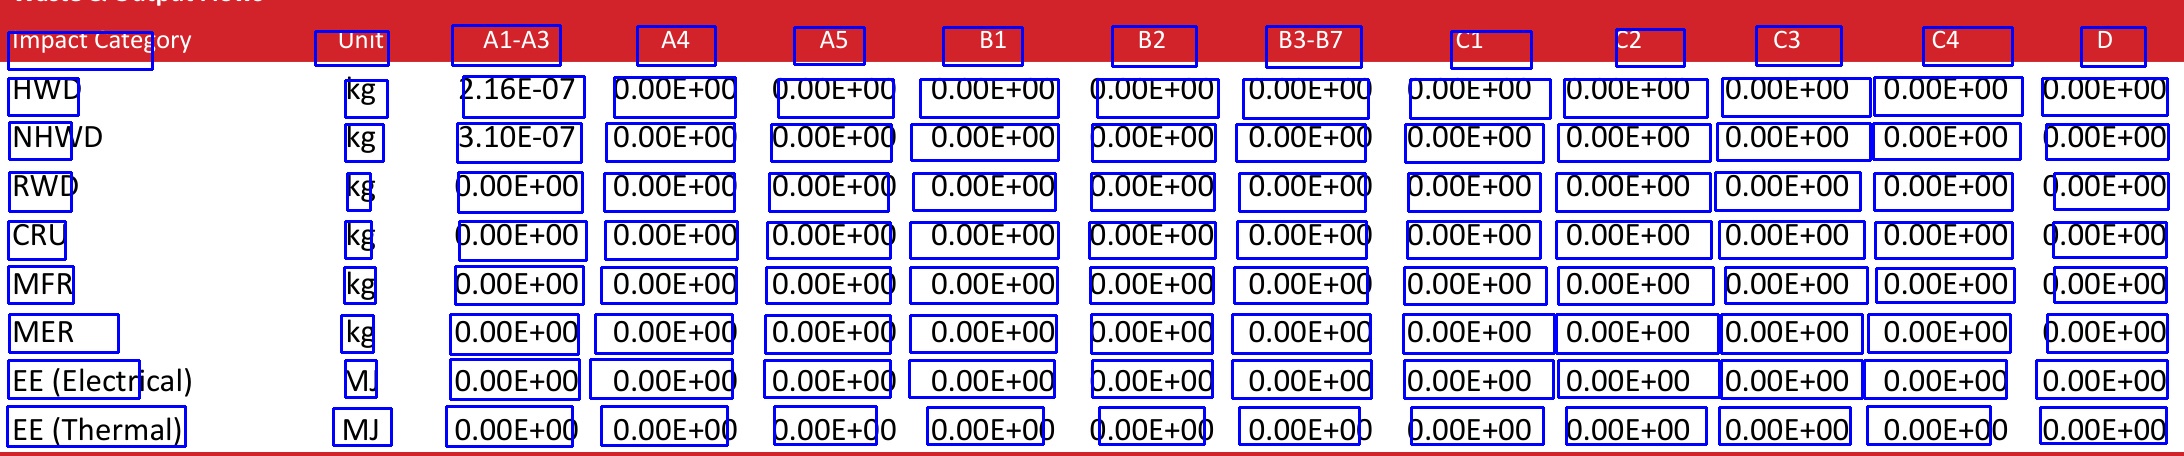 Waste & Output Flows
Impact Category Unit A1-A3 A4 A5 B1 B2 B3-B7 C1 C2 C3 C4 D
HWD kg 2.16E-07 0.00E+00 0.00E+00 0.00E+00 0.00E+00 0.00E+00 0.00E+00 0.00E+00 0.00E+00 0.00E+00 0.00E+00
NHWD kg 3.10E-07 0.00E+00 0.00E+00 0.00E+00 0.00E+00 0.00E+00 0.00E+00 0.00E+00 0.00E+00 0.00E+00 0.00E+00
RWD kg 0.00E+00 0.00E+00 0.00E+00 0.00E+00 0.00E+00 0.00E+00 0.00E+00 0.00E+00 0.00E+00 0.00E+00 0.00E+00
CRU kg 0.00E+00 0.00E+00 0.00E+00 0.00E+00 0.00E+00 0.00E+00 0.00E+00 0.00E+00 0.00E+00 0.00E+00 0.00E+00
MFR kg 0.00E+00 0.00E+00 0.00E+00 0.00E+00 0.00E+00 0.00E+00 0.00E+00 0.00E+00 0.00E+00 0.00E+00 0.00E+00
MER kg 0.00E+00 0.00E+00 0.00E+00 0.00E+00 0.00E+00 0.00E+00 0.00E+00 0.00E+00 0.00E+00 0.00E+00 0.00E+00
EE (Electrical) MJ 0.00E+00 0.00E+00 0.00E+00 0.00E+00 0.00E+00 0.00E+00 0.00E+00 0.00E+00 0.00E+00 0.00E+00 0.00E+00
EE (Thermal) MJ 0.00E+00 0.00E+00 0.00E+00 0.00E+00 0.00E+00 0.00E+00 0.00E+00 0.00E+00 0.00E+00 0.00E+00 0.00E+00